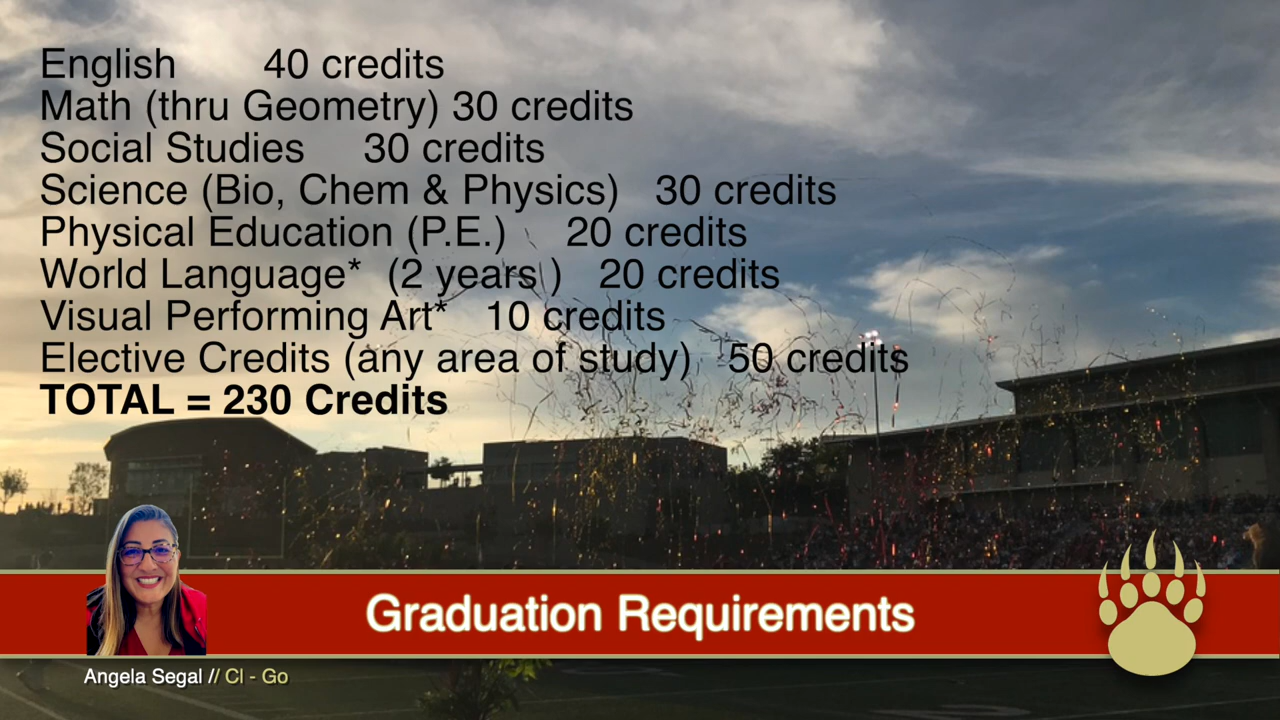 English 40 credits
Math (thru Geometry) 30 credits
Social Studies 30 credits
Science (Bio, Chem & Physics) 30 credits
Physical Education (P.E.) 20 credits
World Language* (2 years ) 20 credits
Visual Performing Art* 10 credits
Elective Credits (any area of study) 50 credits
TOTAL = 230 Credits
Graduation Requirements
Angela Segal // Cl - Go